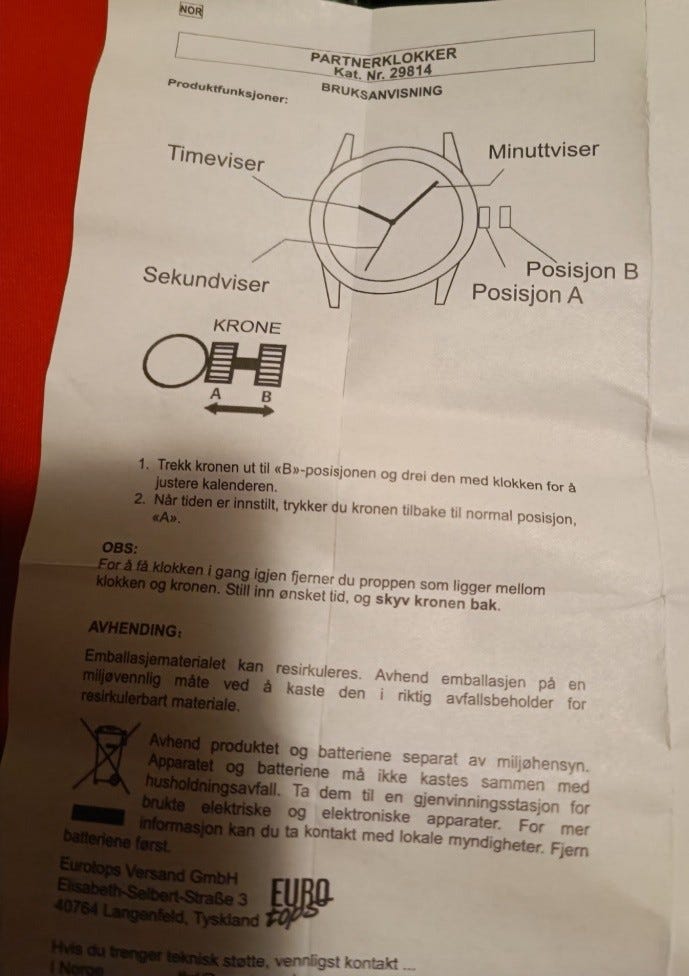 NOR
PARTNERKLOKKER
Kat. Nr. 29814
Produktfunksjoner:
BRUKSANVISNING
Timeviser
Minuttviser
Sekundviser
Posisjon B
Posisjon A
KRONE
A B
1. Trekk kronen ut til «B»-posisjonen og drei den med klokken for å
justere kalenderen.
2. Når tiden er innstilt, trykker du kronen tilbake til normal posisjon,
«A».
OBS:
For å få klokken i gang igjen fjerner du proppen som ligger mellom
klokken og kronen. Still inn ønsket tid, og skyv kronen bak.
AVHENDING:
Emballasjematerialet kan resirkuleres. Avhend emballasjen på en
miljøvennlig måte ved å kaste den i riktig avfallsbeholder for
resirkulerbart materiale.
Avhend produktet og batteriene separat av miljøhensyn.
Apparatet og batteriene må ikke kastes sammen med
husholdningsavfall. Ta dem til en gjenvinningsstasjon for
brukte elektriske og elektroniske apparater. For mer
informasjon kan du ta kontakt med lokale myndigheter. Fjern
batteriene først.
Eurotops Versand GmbH
Elisabeth-Selbert-Straße 3
40764 Langenfeld, Tyskland
EURO
tops
Hvis du trenger teknisk støtte, vennligst kontakt ...
I Norge